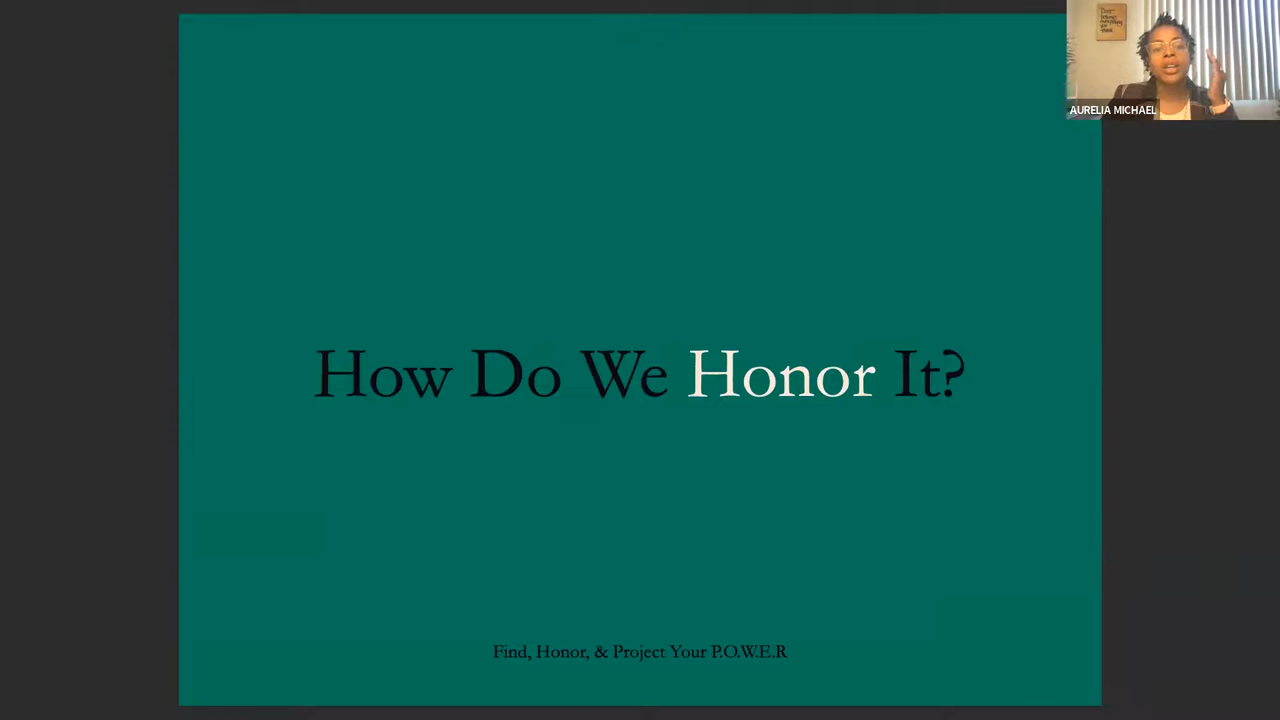 AURELIA MICHAEL
How Do We Honor It?
Find, Honor, & Project Your P.O.W.E.R